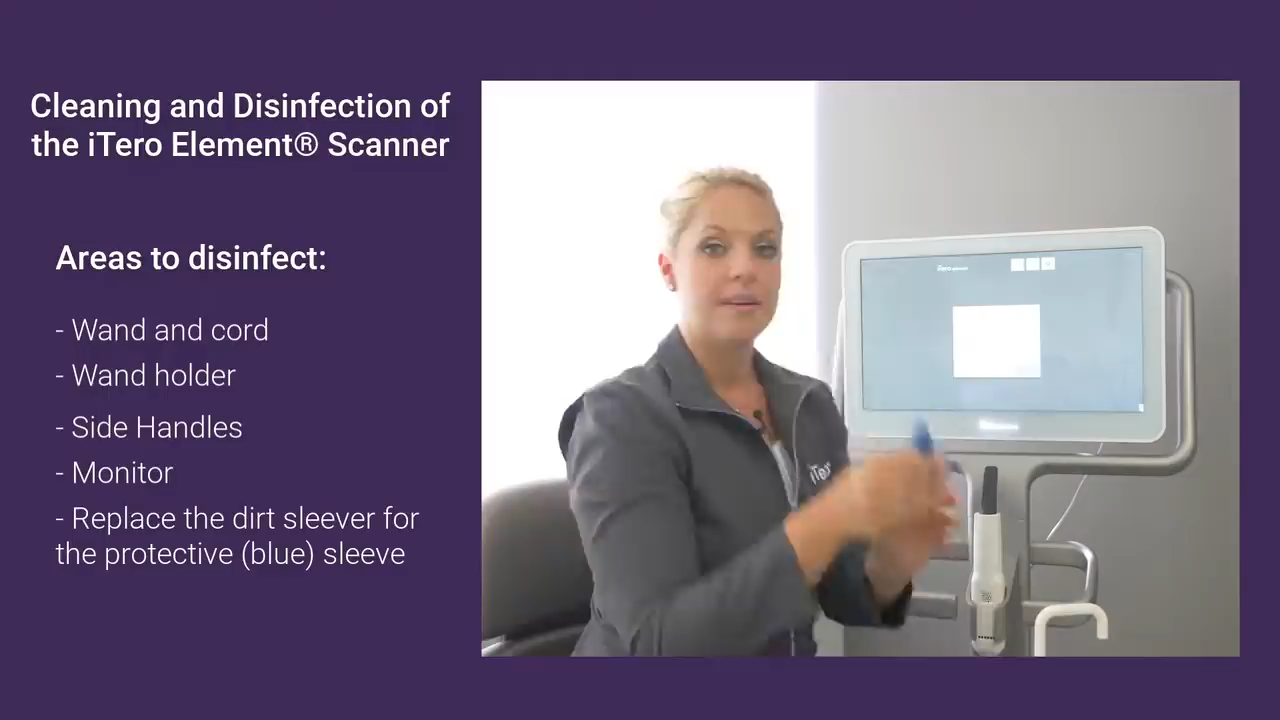 Cleaning and Disinfection of
the iTero Element® Scanner
Areas to disinfect:
- Wand and cord
- Wand holder
- Side Handles
- Monitor
- Replace the dirt sleever for
the protective (blue) sleeve
iTero